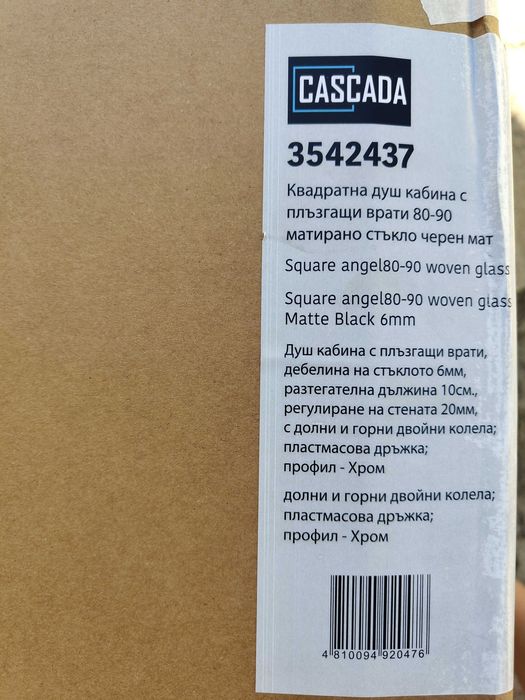 CASCADA
3542437
Квадратна душ кабина с
плъзгащи врати 80-90
матирано стъкло черен мат
Square angel80-90 woven glass
Square angel80-90 woven glass
Matte Black 6mm
Душ кабина с плъзгащи врати,
дебелина на стъклото 6мм,
разтегателна дължина 10см.,
регулиране на стената 20мм,
с долни и горни двойни колела;
пластмасова дръжка;
профил - Хром
долни и горни двойни колела;
пластмасова дръжка;
профил - Хром
4 810094 920476